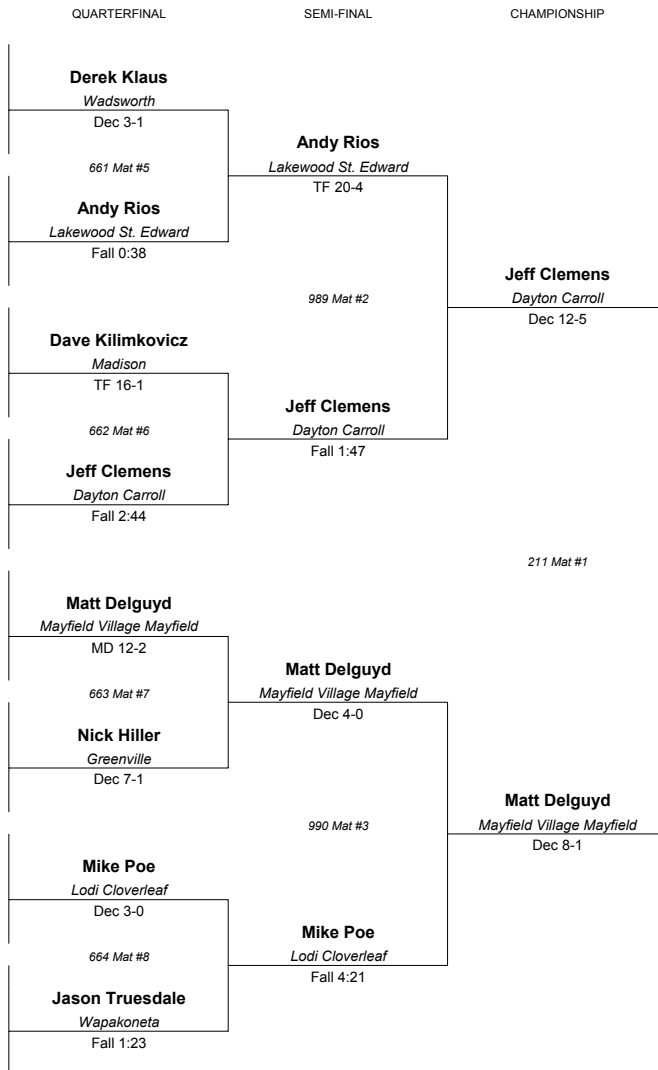 QUARTERFINAL SEMI-FINAL CHAMPIONSHIP
Derek Klaus
Wadsworth
Dec 3-1
661 Mat #5
Andy Rios
Lakewood St. Edward
Fall 0:38
Andy Rios
Lakewood St. Edward
TF 20-4
989 Mat #2
Dave Kilimkovicz
Madison
TF 16-1
662 Mat #6
Jeff Clemens
Dayton Carroll
Fall 2:44
Jeff Clemens
Dayton Carroll
Fall 1:47
Jeff Clemens
Dayton Carroll
Dec 12-5
211 Mat #1
Matt Delguyd
Mayfield Village Mayfield
MD 12-2
663 Mat #7
Nick Hiller
Greenville
Dec 7-1
Matt Delguyd
Mayfield Village Mayfield
Dec 4-0
990 Mat #3
Mike Poe
Lodi Cloverleaf
Dec 3-0
664 Mat #8
Jason Truesdale
Wapakoneta
Fall 1:23
Mike Poe
Lodi Cloverleaf
Fall 4:21
Matt Delguyd
Mayfield Village Mayfield
Dec 8-1